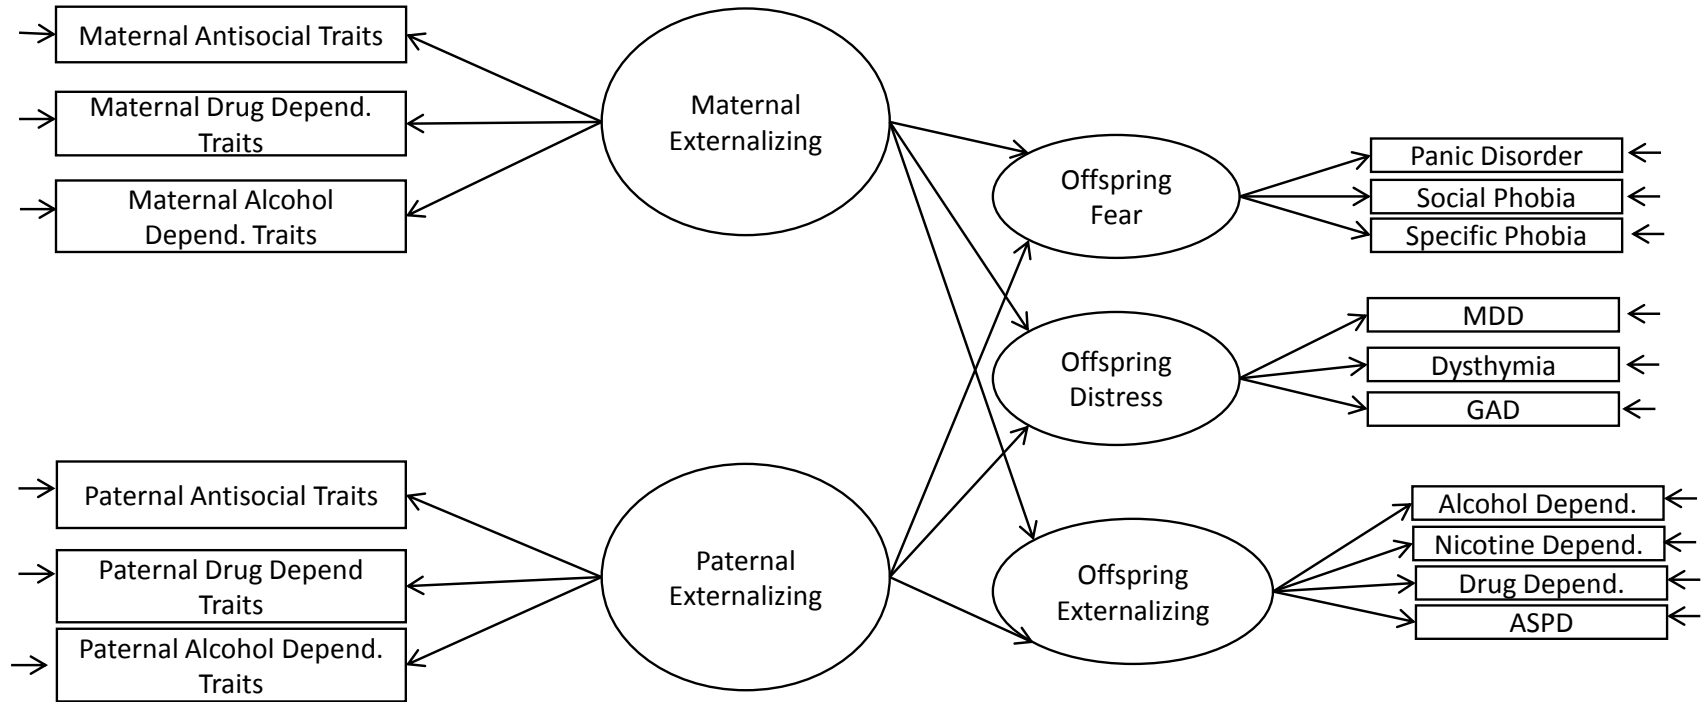 Maternal Antisocial Traits
Maternal Drug Depend.
Traits
Maternal Alcohol
Depend. Traits
Maternal
Externalizing
Offspring
Fear
Panic Disorder
Social Phobia
Specific Phobia
Offspring
Distress
MDD
Dysthymia
GAD
Paternal Antisocial Traits
Paternal Drug Depend
Traits
Paternal Alcohol Depend.
Traits
Paternal
Externalizing
Offspring
Externalizing
Alcohol Depend.
Nicotine Depend.
Drug Depend.
ASPD